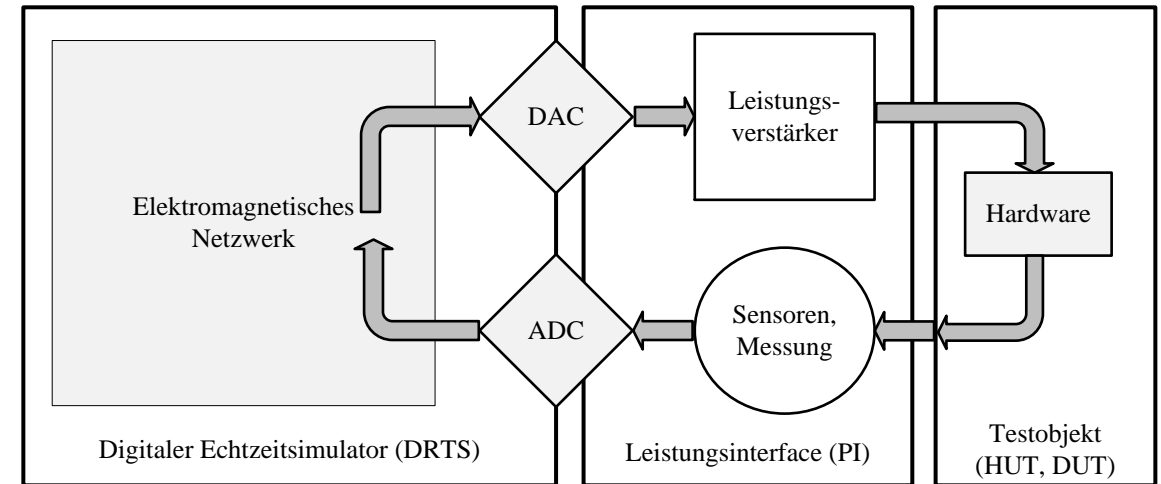 DAC
Leistungs-
verstärker
Elektromagnetisches
Netzwerk
Hardware
ADC
Sensoren,
Messung
Digitaler Echtzeitsimulator (DRTS)
Leistungsinterface (PI)
Testobjekt
(HUT, DUT)